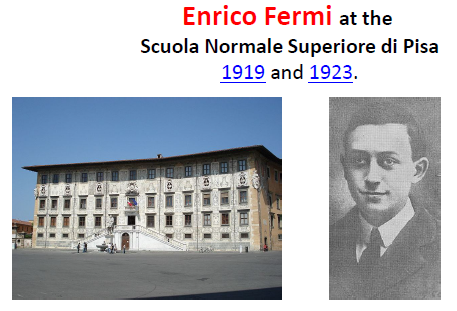 Enrico Fermi at the
Scuola Normale Superiore di Pisa
1919 and 1923.